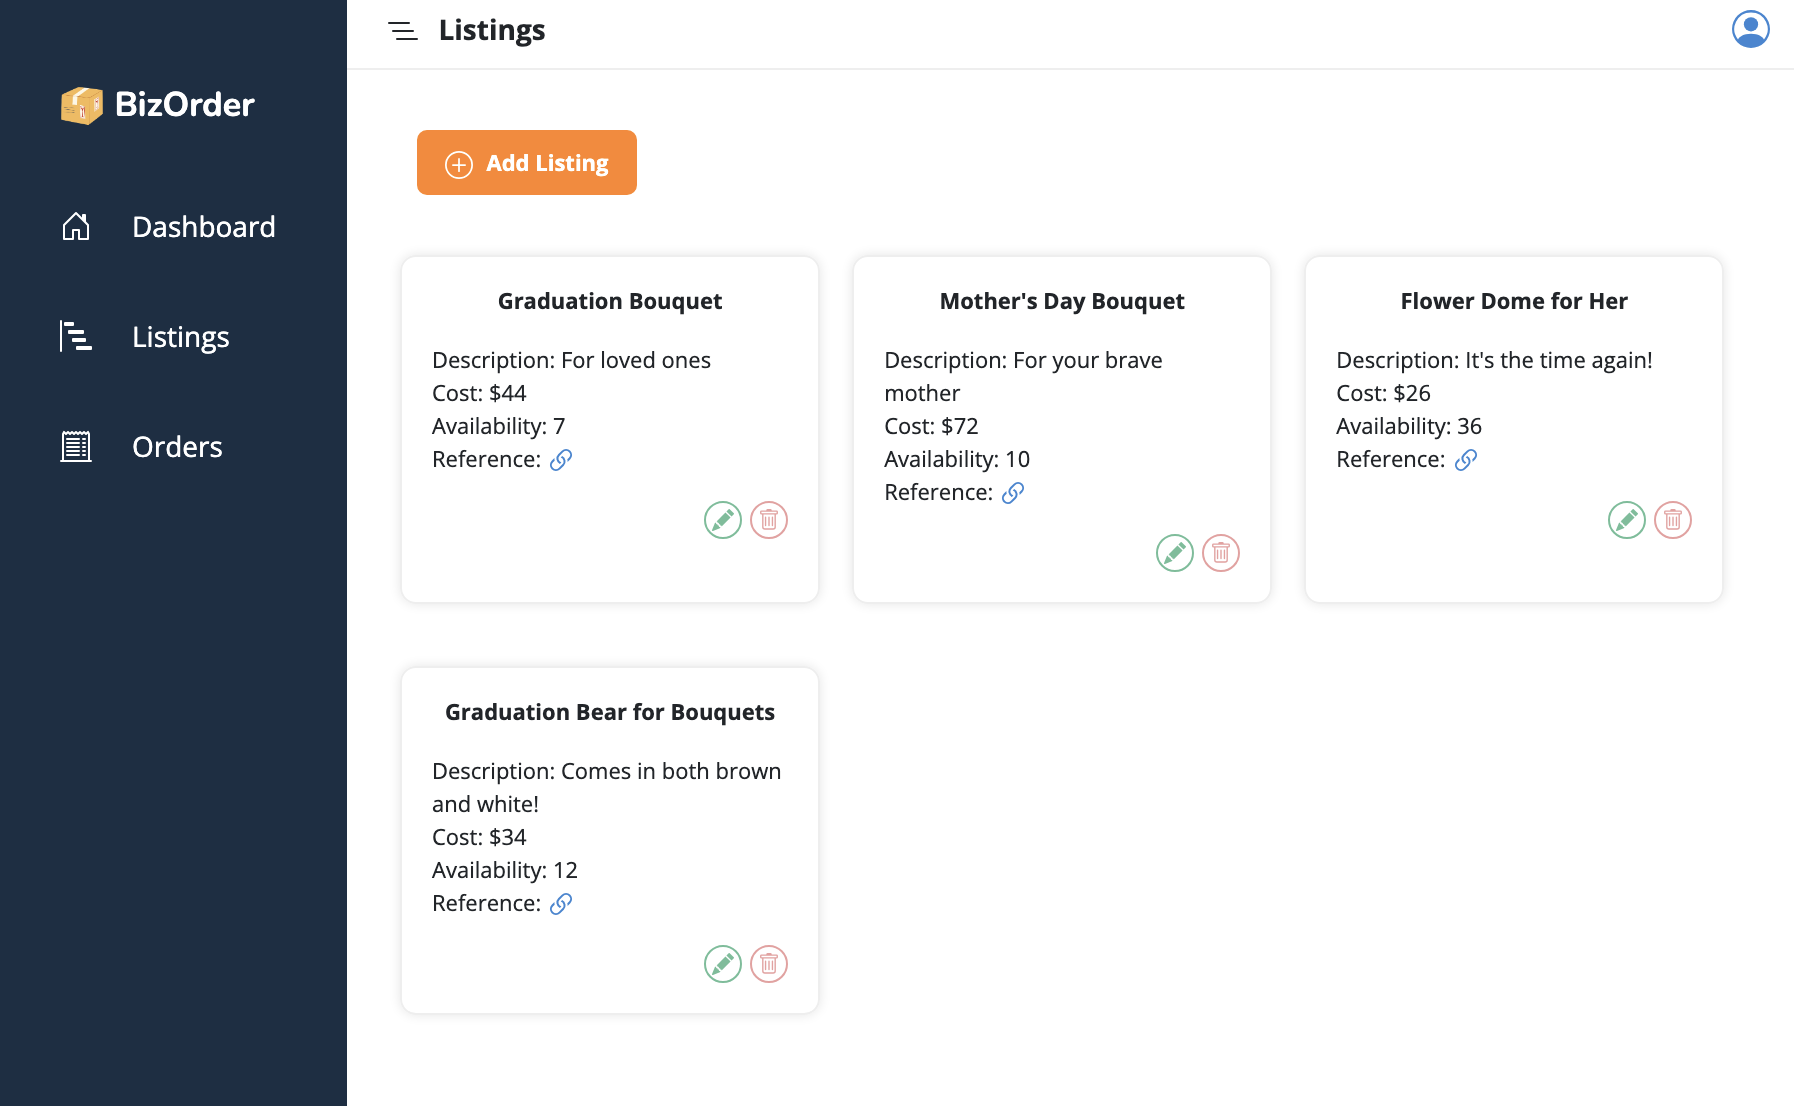 BizOrder
Dashboard
Listings
Orders
Listings
Add Listing
Graduation Bouquet
Description: For loved ones
Cost: $44
Availability: 7
Reference:
Mother's Day Bouquet
Description: For your brave
mother
Cost: $72
Availability: 10
Reference:
Flower Dome for Her
Description: It's the time again!
Cost: $26
Availability: 36
Reference:
Graduation Bear for Bouquets
Description: Comes in both brown
and white!
Cost: $34
Availability: 12
Reference: